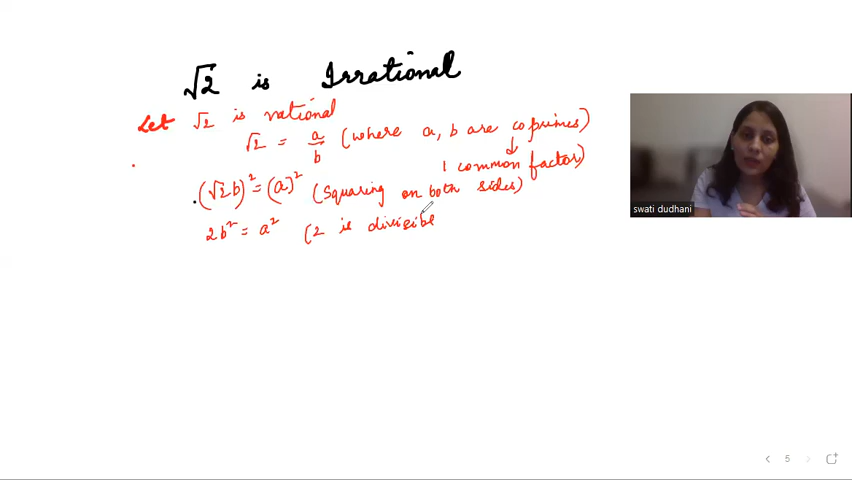 √2 is Irrational
Let √2 is rational
√2 = a/b (where a, b are coprimes)
↓
1 common factor)
(√2b)² = (a)² (Squaring on both sides)
2b² = a² (2 is divisible
swati dudhani
5